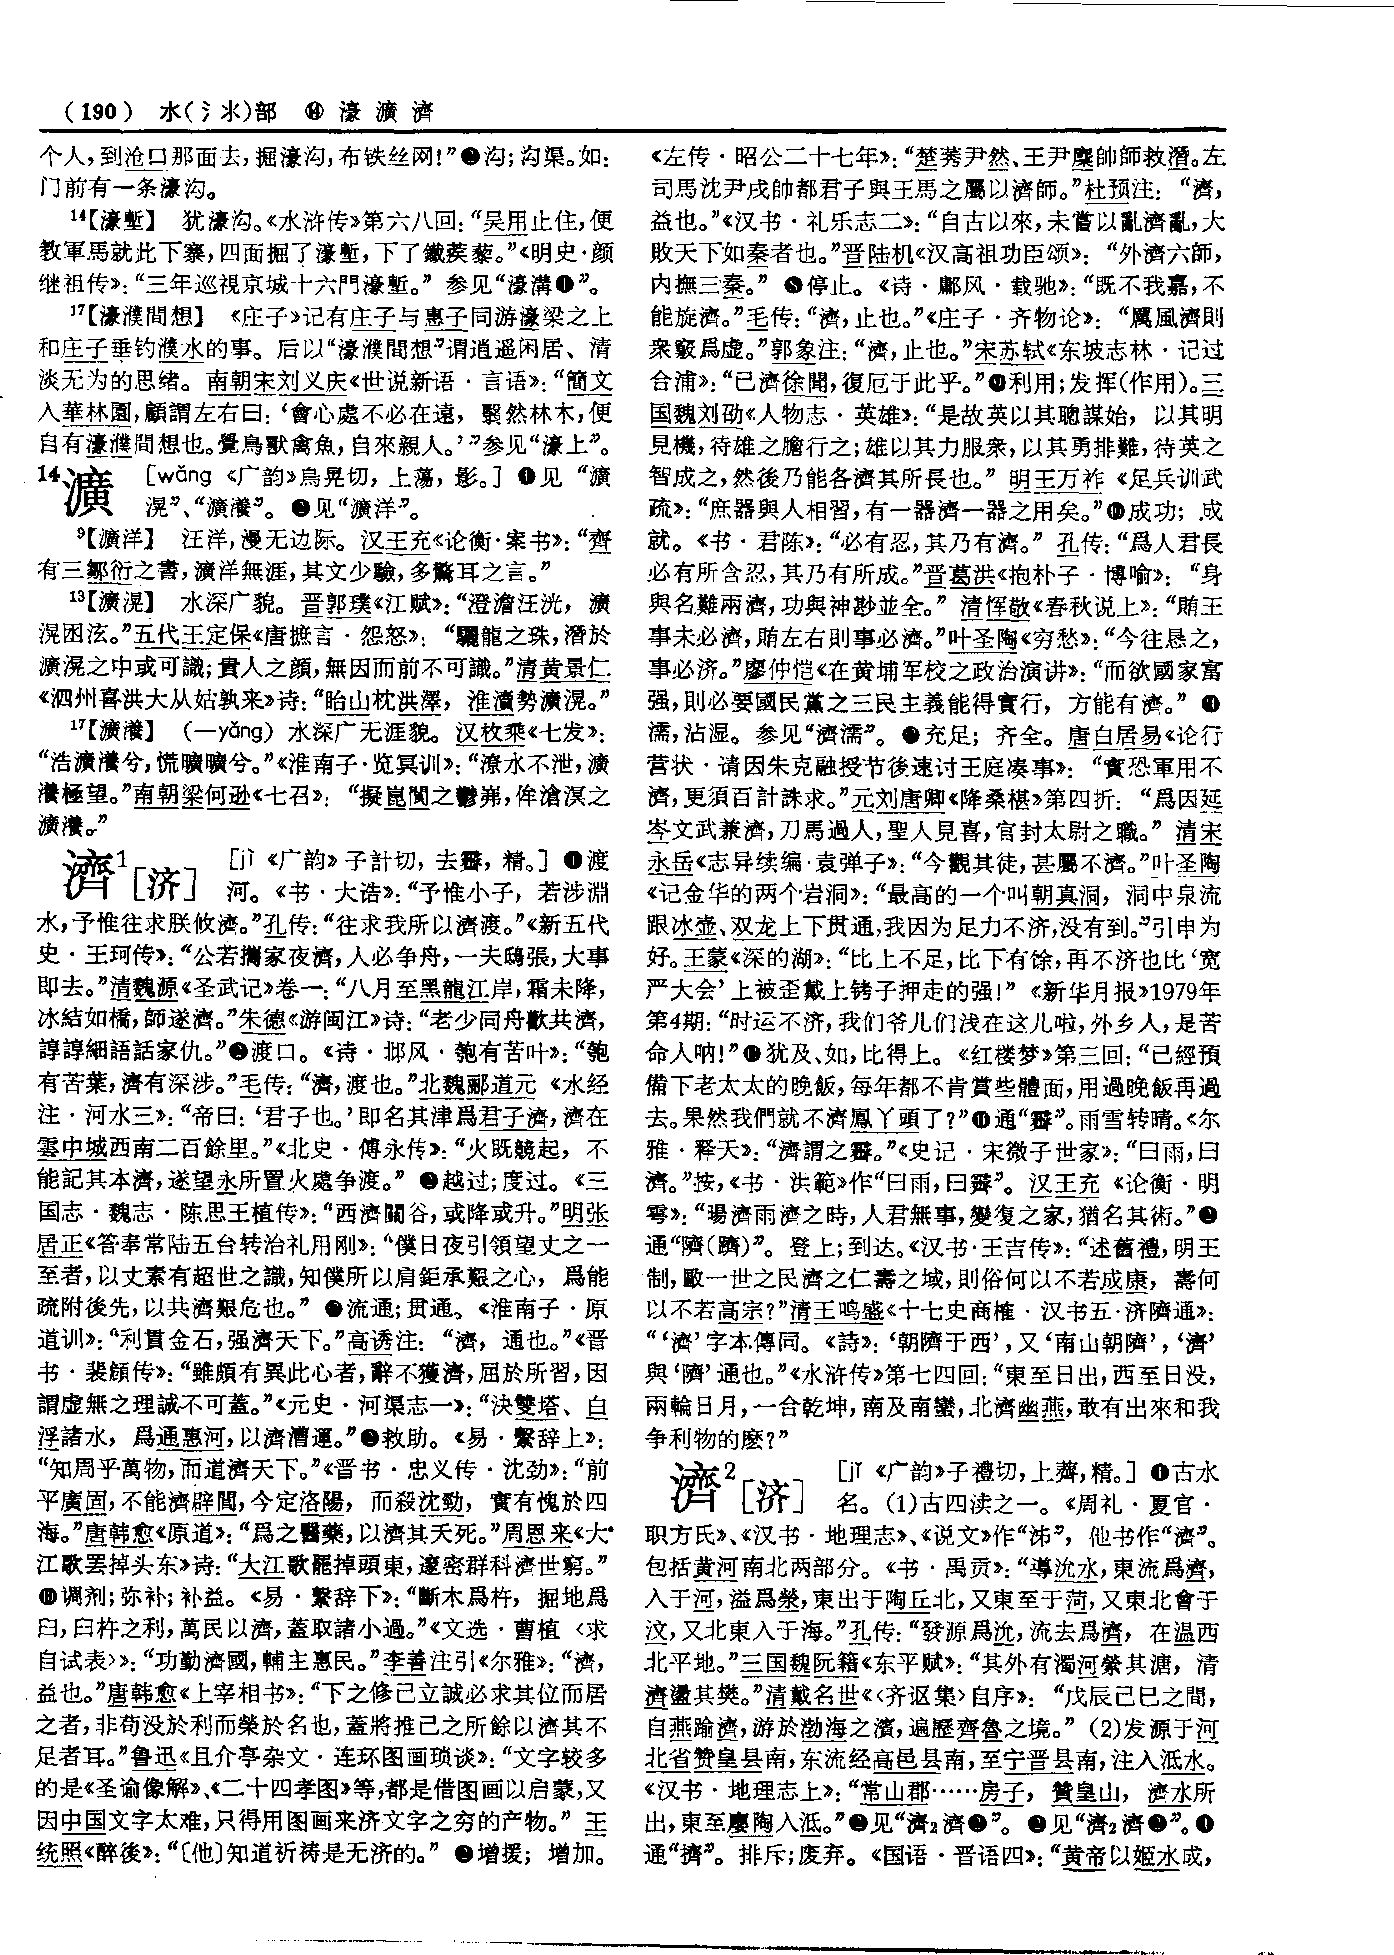 (190) 水(氵氺)部 ⑭ 濠 瀇 濟
个人，到沧口那面去，掘濠沟，布铁丝网!”❷沟；沟渠。如：
门前有一条濠沟。
14【濠塹】 犹濠沟。《水浒传》第六八回：“吴用止住，便
教軍馬就此下寨，四面掘了濠塹，下了鐵蒺藜。”《明史·颜
继祖传》：“三年巡視京城十六門濠塹。” 参见“濠溝❶”。
17【濠濮間想】 《庄子》记有庄子与惠子同游濠梁之上
和庄子垂钓濮水的事。后以“濠濮間想”谓逍遥闲居、清
淡无为的思绪。南朝宋刘义庆《世说新语·言语》：“簡文
入華林園，顧謂左右曰：‘會心處不必在遠，翳然林木，便
自有濠濮間想也。覺鳥獸禽魚，自來親人。’”参见“濠上”。
14瀇 [wǎng 《广韵》烏晃切，上蕩，影。] ❶见 “瀇
滉”、“瀇瀁”。❷见“瀇洋”。
9【瀇洋】 汪洋，漫无边际。汉王充《论衡·案书》：“齊
有三鄒衍之書，瀇洋無涯，其文少驗，多驚耳之言。”
13【瀇滉】 水深广貌。晋郭璞《江赋》：“澄澹汪洸，瀇
滉囦泫。”五代王定保《唐摭言·怨怒》：“驪龍之珠，潛於
瀇滉之中或可識；貴人之顔，無因而前不可識。”清黄景仁
《泗州喜洪大从姑孰来》诗：“眙山枕洪澤，淮瀆勢瀇滉。”
17【瀇瀁】 (—yǎng) 水深广无涯貌。汉枚乘《七发》：
“浩瀇瀁兮，慌曠曠兮。”《淮南子·览冥训》：“潦水不泄，瀇
瀁極望。”南朝梁何逊《七召》：“擬崑閬之鬱岪，侔滄溟之
瀇瀁。”
濟1[济] [jì 《广韵》子計切，去霽，精。] ❶渡
河。《书·大诰》：“予惟小子，若涉淵
水，予惟往求朕攸濟。”孔传：“往求我所以濟渡。”《新五代
史·王珂传》：“公若攜家夜濟，人必争舟，一夫鴟張，大事
即去。”清魏源《圣武记》卷一：“八月至黑龍江岸，霜未降，
冰結如橋，師遂濟。”朱德《游闽江》诗：“老少同舟歡共濟，
諄諄細語話家仇。”❷渡口。《诗·邶风·匏有苦叶》：“匏
有苦葉，濟有深涉。”毛传：“濟，渡也。”北魏郦道元 《水经
注·河水三》：“帝曰：‘君子也。’即名其津爲君子濟，濟在
雲中城西南二百餘里。”《北史·傅永传》：“火既競起，不
能記其本濟，遂望永所置火處争渡。” ❸越过；度过。《三
国志·魏志·陈思王植传》：“西濟關谷，或降或升。”明张
居正《答奉常陆五台转治礼用刚》：“僕日夜引領望丈之一
至者，以丈素有超世之識，知僕所以肩鉅承艱之心，爲能
疏附後先，以共濟艱危也。” ❹流通；贯通。《淮南子·原
道训》：“利貫金石，强濟天下。”高诱注：“濟，通也。”《晋
书·裴頠传》：“雖頗有異此心者，辭不獲濟，屈於所習，因
謂虚無之理誠不可蓋。”《元史·河渠志一》：“決雙塔、白
浮諸水，爲通惠河，以濟漕運。”❺救助。《易·繫辞上》：
“知周乎萬物，而道濟天下。”《晋书·忠义传·沈劲》：“前
平廣固，不能濟辟閭，今定洛陽，而殺沈勁，實有愧於四
海。”唐韩愈《原道》：“爲之醫藥，以濟其夭死。”周恩来《大
江歌罢掉头东》诗：“大江歌罷掉頭東，邃密群科濟世窮。”
❻调剂；弥补；补益。《易·繫辞下》：“斷木爲杵，掘地爲
臼，臼杵之利，萬民以濟，蓋取諸小過。”《文选·曹植〈求
自试表〉》：“功勤濟國，輔主惠民。”李善注引《尔雅》：“濟，
益也。”唐韩愈《上宰相书》：“下之修己立誠必求其位而居
之者，非苟没於利而榮於名也，蓋將推己之所餘以濟其不
足者耳。”鲁迅《且介亭杂文·连环图画琐谈》：“文字较多
的是《圣谕像解》、《二十四孝图》等，都是借图画以启蒙，又
因中国文字太难，只得用图画来济文字之穷的产物。” 王
统照《醉後》：“〔他〕知道祈祷是无济的。” ❼增援；增加。
《左传·昭公二十七年》：“楚莠尹然、王尹麇帥師救潛。左
司馬沈尹戌帥都君子與王馬之屬以濟師。”杜预注：“濟，
益也。”《汉书·礼乐志二》：“自古以來，未嘗以亂濟亂，大
敗天下如秦者也。”晋陆机《汉高祖功臣颂》：“外濟六師，
内撫三秦。” ❽停止。《诗·鄘风·载驰》：“既不我嘉，不
能旋濟。”毛传：“濟，止也。”《庄子·齐物论》：“厲風濟則
衆竅爲虚。”郭象注：“濟，止也。”宋苏轼《东坡志林·记过
合浦》：“已濟徐聞，復厄于此乎。”❾利用；发挥(作用)。三
国魏刘劭《人物志·英雄》：“是故英以其聰謀始，以其明
見機，待雄之膽行之；雄以其力服衆，以其勇排難，待英之
智成之，然後乃能各濟其所長也。” 明王万祚 《足兵训武
疏》：“庶器與人相習，有一器濟一器之用矣。”❿成功；成
就。《书·君陈》：“必有忍，其乃有濟。” 孔传：“爲人君長
必有所含忍，其乃有所成。”晋葛洪《抱朴子·博喻》：“身
與名難兩濟，功與神尠並全。” 清恽敬《春秋说上》：“賄王
事未必濟，賄左右則事必濟。”叶圣陶《穷愁》：“今往恳之，
事必济。”廖仲恺《在黄埔军校之政治演讲》：“而欲國家富
强，則必要國民黨之三民主義能得實行，方能有濟。” ⓫
濡，沾湿。参见“濟濡”。⓬充足；齐全。唐白居易《论行
营状·请因朱克融授节後速讨王庭凑事》：“實恐軍用不
濟，更須百計誅求。”元刘唐卿《降桑椹》第四折：“爲因延
岑文武兼濟，刀馬過人，聖人見喜，官封太尉之職。” 清宋
永岳《志异续编·袁弹子》：“今觀其徒，甚屬不濟。”叶圣陶
《记金华的两个岩洞》：“最高的一个叫朝真洞，洞中泉流
跟冰壶、双龙上下贯通，我因为足力不济，没有到。”引申为
好。王蒙《深的湖》：“比上不足，比下有馀，再不济也比‘宽
严大会’上被歪戴上铐子押走的强！” 《新华月报》1979年
第4期：“时运不济，我们爷儿们浅在这儿啦，外乡人，是苦
命人呐！”⓭犹及、如，比得上。《红楼梦》第三回：“已經預
備下老太太的晚飯，每年都不肯賞些體面，用過晚飯再過
去。果然我們就不濟鳳丫頭了？”⓮通“霽”。雨雪转晴。《尔
雅·释天》：“濟謂之霽。”《史记·宋微子世家》：“曰雨，曰
濟。”按，《书·洪範》作“曰雨，曰霽”。汉王充 《论衡·明
雩》：“暘濟雨濟之時，人君無事，變復之家，猶名其術。”⓯
通“隮(躋)”。登上；到达。《汉书·王吉传》：“述舊禮，明王
制，敺一世之民濟之仁壽之域，則俗何以不若成康，壽何
以不若高宗？”清王鸣盛《十七史商榷·汉书五·济隮通》：
“‘濟’字本傳同。《詩》：‘朝隮于西’，又‘南山朝隮’，‘濟’
與‘隮’通也。”《水浒传》第七四回：“東至日出，西至日没，
兩輪日月，一合乾坤，南及南蠻，北濟幽燕，敢有出來和我
争利物的麽？”
濟2[济] [jǐ 《广韵》子禮切，上薺，精。] ❶古水
名。(1)古四渎之一。《周礼·夏官·
职方氏》、《汉书·地理志》、《说文》作“泲”，他书作“濟”。
包括黄河南北两部分。《书·禹贡》：“導沇水，東流爲濟，
入于河，溢爲滎，東出于陶丘北，又東至于菏，又東北會于
汶，又北東入于海。”孔传：“發源爲沇，流去爲濟，在温西
北平地。”三国魏阮籍《东平赋》：“其外有濁河縈其溏，清
濟盪其樊。”清戴名世《〈齐讴集〉自序》：“戊辰己巳之間，
自燕踰濟，游於渤海之濱，遍歷齊魯之境。” (2)发源于河
北省赞皇县南，东流经高邑县南，至宁晋县南，注入泜水。
《汉书·地理志上》：“常山郡……房子，贊皇山，濟水所
出，東至廮陶入泜。”❷见“濟2濟❶”。❸见“濟2濟❷”。❹
通“擠”。排斥；废弃。《国语·晋语四》：“黄帝以姬水成，